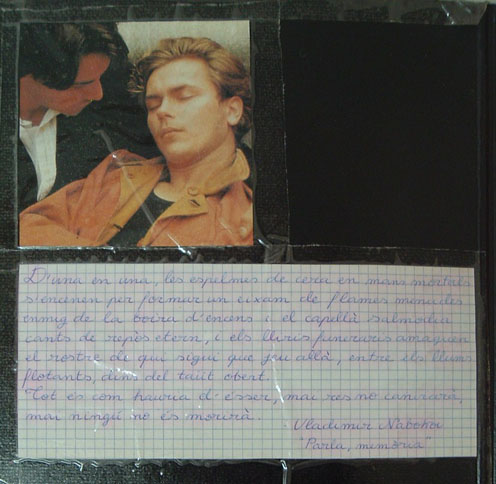 D'una en una, les espelmes de cera en mans mortals
s'encenen per formar un eixam de flames menudes
enmig de la boira d'encens i el capellà salmodia
cants de repòs etern, i els lliris funeraris amaguen
el rostre de qui sigui que jeu allà, entre els llums
flotants, dins del taüt obert.
Tot és com hauria d'ésser, mai res no canviarà,
mai ningú no es morirà.
Vladimir Nabokov
"Parla, memòria"